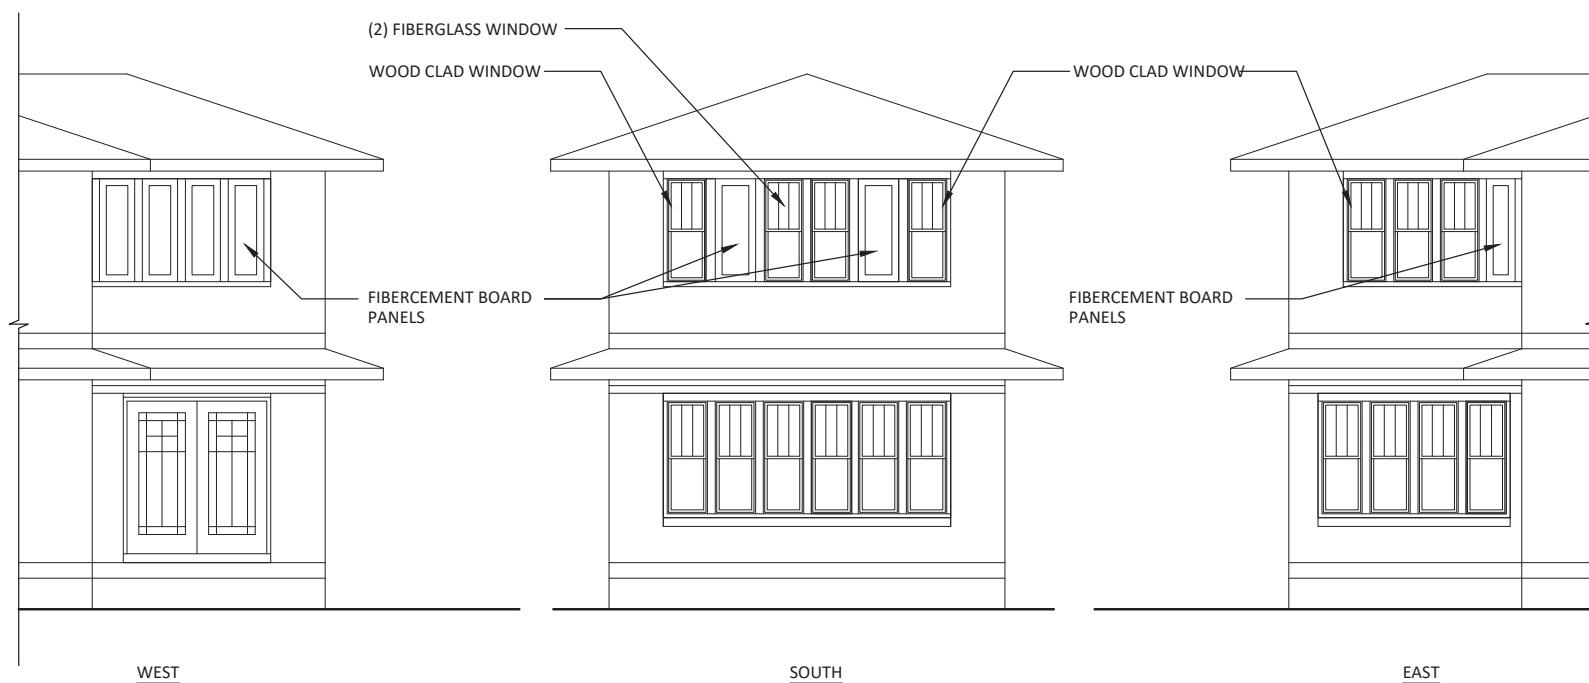 (2) FIBERGLASS WINDOW
WOOD CLAD WINDOW
WOOD CLAD WINDOW
FIBERCEMENT BOARD
PANELS
FIBERCEMENT BOARD
PANELS
WEST
SOUTH
EAST